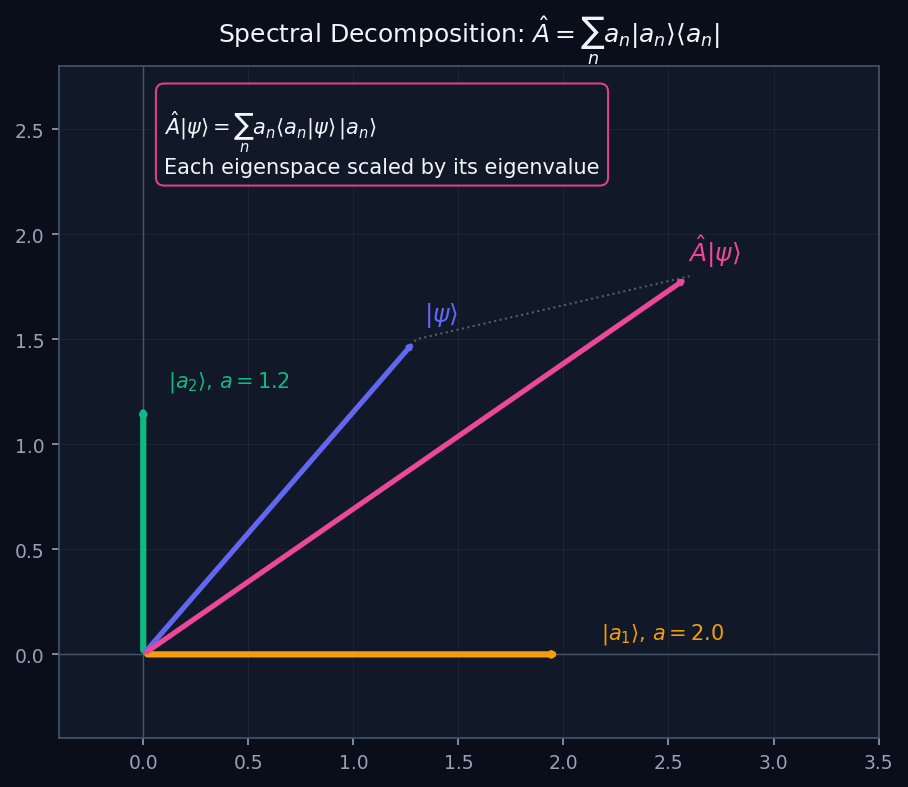 Spectral Decomposition: Â = ∑ₙ aₙ|aₙ⟩⟨aₙ|
Â|ψ⟩ = ∑ₙ aₙ⟨aₙ|ψ⟩ |aₙ⟩
Each eigenspace scaled by its eigenvalue
2.5
2.0
Â|ψ⟩
|ψ⟩
1.5
|a₂⟩, a = 1.2
1.0
0.5
|a₁⟩, a = 2.0
0.0
0.0 0.5 1.0 1.5 2.0 2.5 3.0 3.5